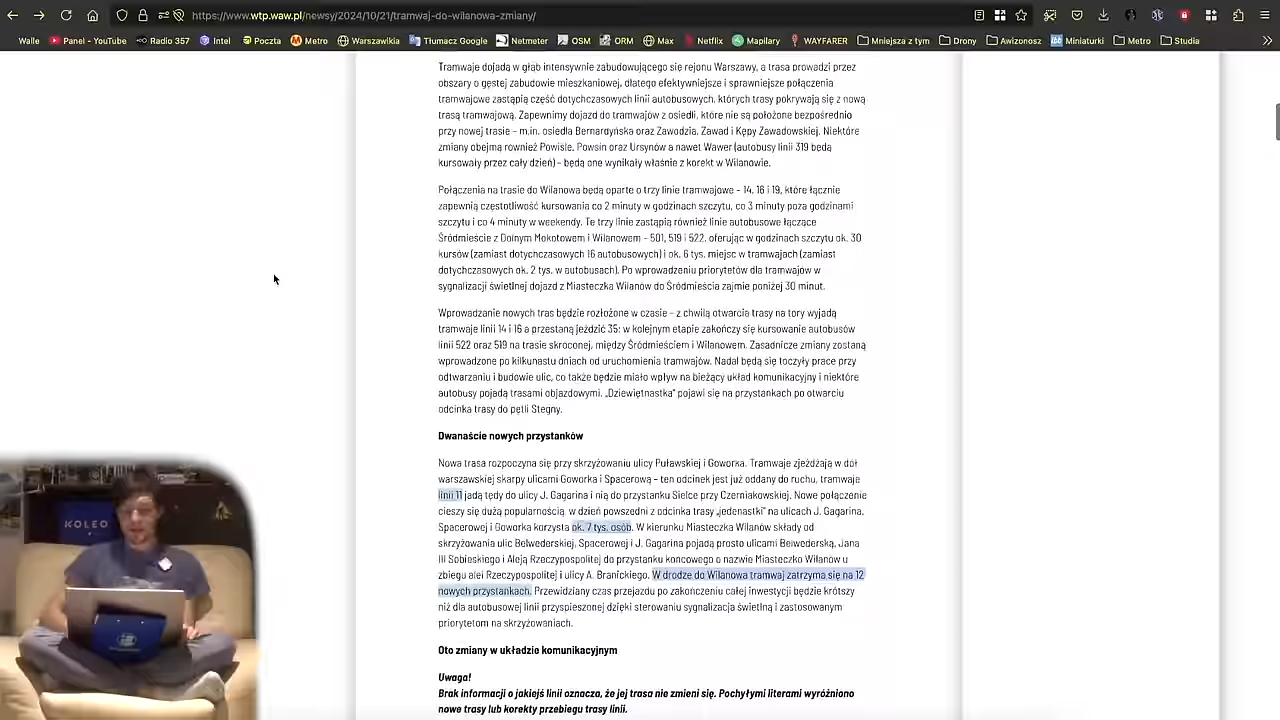 https://www.wtp.waw.pl/newsy/2024/10/21/tramwaj-do-wilanowa-zmiany/
Walle Panel - YouTube Radio 357 Intel Poczta Metro Warszawikia Tłumacz Google Netmeter OSM ORM Max Netflix Mapilary WAYFARER Mniejsza z tym Drony Awizonosz Miniaturki Metro Studia
Tramwaje dojadą w głąb intensywnie zabudowującego się rejonu Warszawy, a trasa prowadzi przez
obszary o gęstej zabudowie mieszkaniowej, dlatego efektywniejsze i sprawniejsze połączenia
tramwajowe zastąpią część dotychczasowych linii autobusowych, których trasy pokrywają się z nową
trasą tramwajową. Zapewnimy dojazd do tramwajów z osiedli, które nie są położone bezpośrednio
przy nowej trasie – m.in. osiedla Bernardyńska oraz Zawodzia, Zawad i Kępy Zawadowskiej. Niektóre
zmiany obejmą również Powiśle, Powsin oraz Ursynów a nawet Wawer (autobusy linii 319 będą
kursowały przez cały dzień) – będą one wynikały właśnie z korekt w Wilanowie.
Połączenia na trasie do Wilanowa będą oparte o trzy linie tramwajowe – 14, 16 i 19, które łącznie
zapewnią częstotliwość kursowania co 2 minuty w godzinach szczytu, co 3 minuty poza godzinami
szczytu i co 4 minuty w weekendy. Te trzy linie zastąpią również linie autobusowe łączące
Śródmieście z Dolnym Mokotowem i Wilanowem – 501, 519 i 522, oferując w godzinach szczytu ok. 30
kursów (zamiast dotychczasowych 16 autobusowych) i ok. 6 tys. miejsc w tramwajach (zamiast
dotychczasowych ok. 2 tys. w autobusach). Po wprowadzeniu priorytetów dla tramwajów w
sygnalizacji świetlnej dojazd z Miasteczka Wilanów do Śródmieścia zajmie poniżej 30 minut.
Wprowadzanie nowych tras będzie rozłożone w czasie – z chwilą otwarcia trasy na tory wyjadą
tramwaje linii 14 i 16 a przestaną jeździć 35; w kolejnym etapie zakończy się kursowanie autobusów
linii 522 oraz 519 na trasie skróconej, między Śródmieściem i Wilanowem. Zasadnicze zmiany zostaną
wprowadzone po kilkunastu dniach od uruchomienia tramwajów. Nadal będą się toczyły prace przy
odtwarzaniu i budowie ulic, co także będzie miało wpływ na bieżący układ komunikacyjny i niektóre
autobusy pojadą trasami objazdowymi. „Dziewiętnastka” pojawi się na przystankach po otwarciu
odcinka trasy do pętli Stegny.
Dwanaście nowych przystanków
Nowa trasa rozpoczyna się przy skrzyżowaniu ulicy Puławskiej i Goworka. Tramwaje zjeżdżają w dół
warszawskiej skarpy ulicami Goworka i Spacerową – ten odcinek jest już oddany do ruchu, tramwaje
linii 11 jadą tędy do ulicy J. Gagarina i nią do przystanku Sielce przy Czerniakowskiej. Nowe połączenie
cieszy się dużą popularnością, w dzień powszedni z odcinka trasy „jedenastki” na ulicach J. Gagarina,
Spacerowej i Goworka korzysta ok. 7 tys. osób. W kierunku Miasteczka Wilanów składy od
skrzyżowania ulic Belwederskiej, Spacerowej i J. Gagarina pojadą prosto ulicami Belwederską, Jana
III Sobieskiego i Aleją Rzeczypospolitej do przystanku końcowego o nazwie Miasteczko Wilanów u
zbiegu alei Rzeczypospolitej i ulicy A. Branickiego. W drodze do Wilanowa tramwaj zatrzyma się na 12
nowych przystankach. Przewidziany czas przejazdu po zakończeniu całej inwestycji będzie krótszy
niż dla autobusowej linii przyspieszonej dzięki sterowaniu sygnalizacją świetlną i zastosowanym
priorytetom na skrzyżowaniach.
Oto zmiany w układzie komunikacyjnym
Uwaga!
Brak informacji o jakiejś linii oznacza, że jej trasa nie zmieni się. Pochyłymi literami wyróżniono
nowe trasy lub korekty przebiegu trasy linii.
KOLEO